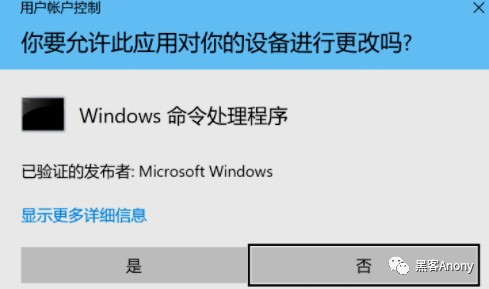 用户帐户控制
你要允许此应用对你的设备进行更改吗?
Windows 命令处理程序
已验证的发布者: Microsoft Windows
显示更多详细信息
是
否
黑客Anony